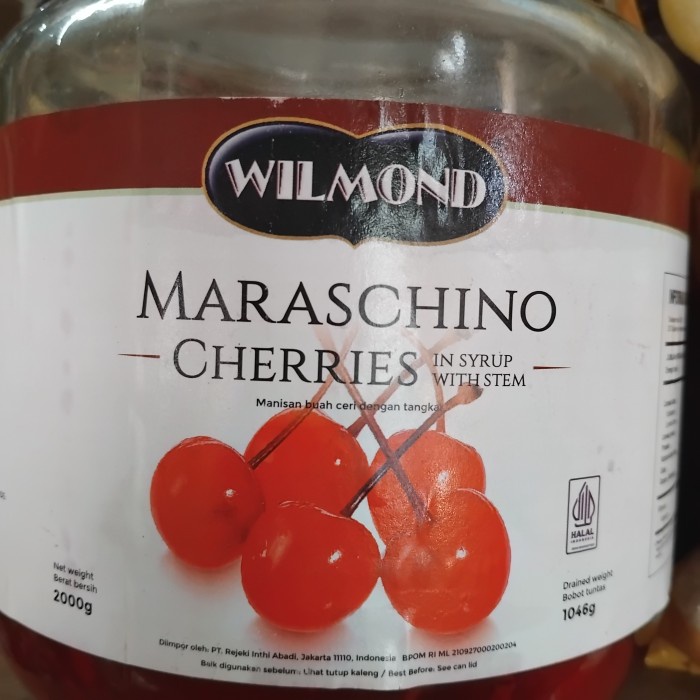 WILMOND
MARASCHINO
CHERRIES
IN SYRUP
WITH STEM
Manisan buah ceri dengan tangkai
Net weight
Berat bersih
2000g
HALAL
INDONESIA
Drained weight
Bobot tuntas
1046g
Diimpor oleh: PT. Rejeki Inthi Abadi, Jakarta 11110, Indonesia BPOM RI ML 210927000200204
Baik digunakan sebelum: Lihat tutup kaleng / Best Before: See can lid